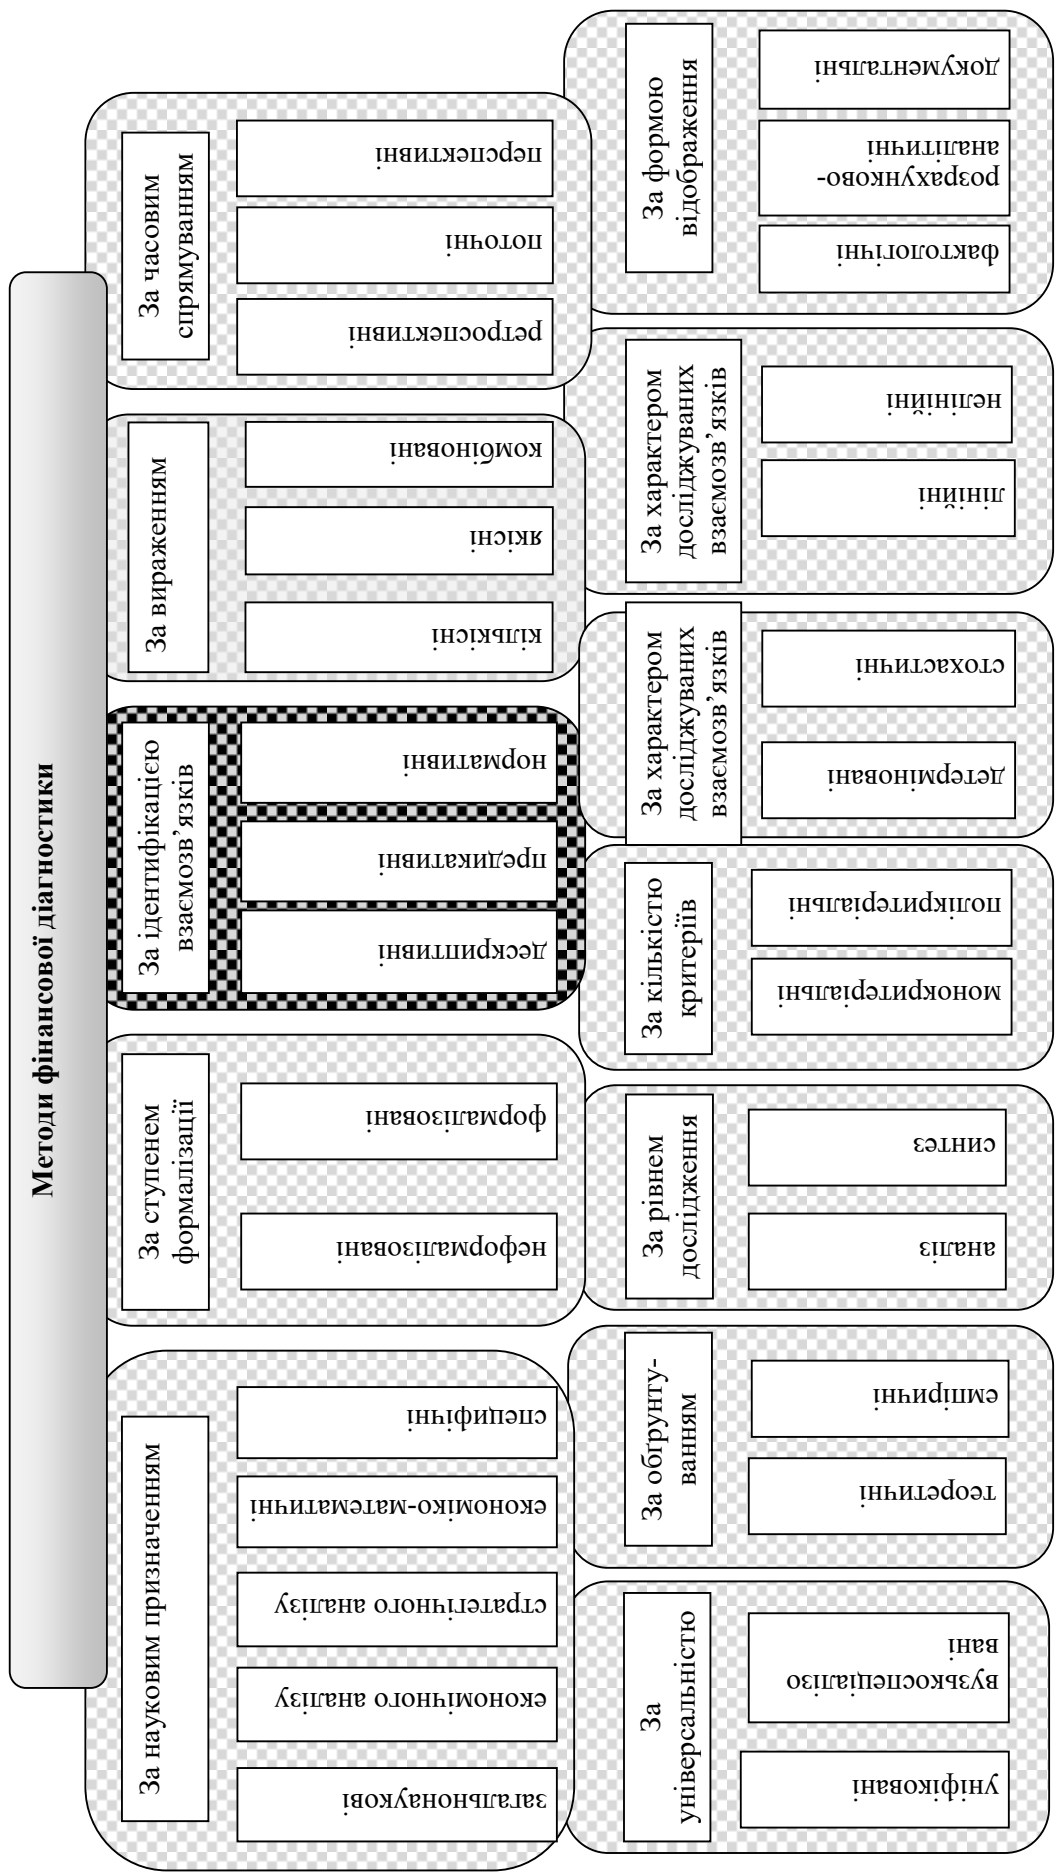 Методи фінансової діагностики
За науковим призначенням
загальнонаукові
економічного аналізу
стратегічного аналізу
економіко-математичні
специфічні
За ступенем
формалізації
неформалізовані
формалізовані
За ідентифікацією
взаємозв’язків
дескриптивні
предикативні
нормативні
За вираженням
кількісні
якісні
комбіновані
За часовим
спрямуванням
ретроспективні
поточні
перспективні
За
універсальністю
уніфіковані
вузькоспеціалізо
вані
За обґрунту-
ванням
теоретичні
емпіричні
За рівнем
дослідження
аналіз
синтез
За кількістю
критеріїв
монокритеріальні
полікритеріальні
За характером
досліджуваних
взаємозв’язків
детерміновані
стохастичні
За характером
досліджуваних
взаємозв’язків
лінійні
нелінійні
За формою
відображення
фактологічні
розрахунково-
аналітичні
документальні